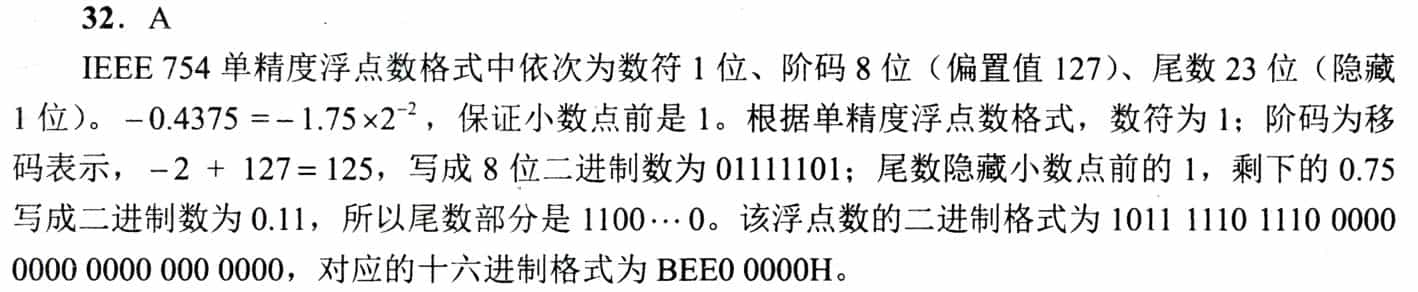 32. A
IEEE 754 单精度浮点数格式中依次为数符 1 位、阶码 8 位（偏置值 127）、尾数 23 位（隐藏
1 位）。-0.4375 = -1.75×2⁻²，保证小数点前是 1。根据单精度浮点数格式，数符为 1；阶码为移
码表示，-2 + 127 = 125，写成 8 位二进制数为 01111101；尾数隐藏小数点前的 1，剩下的 0.75
写成二进制数为 0.11，所以尾数部分是 1100⋯0。该浮点数的二进制格式为 1011 1110 1110 0000
0000 0000 000 0000，对应的十六进制格式为 BEE0 0000H。